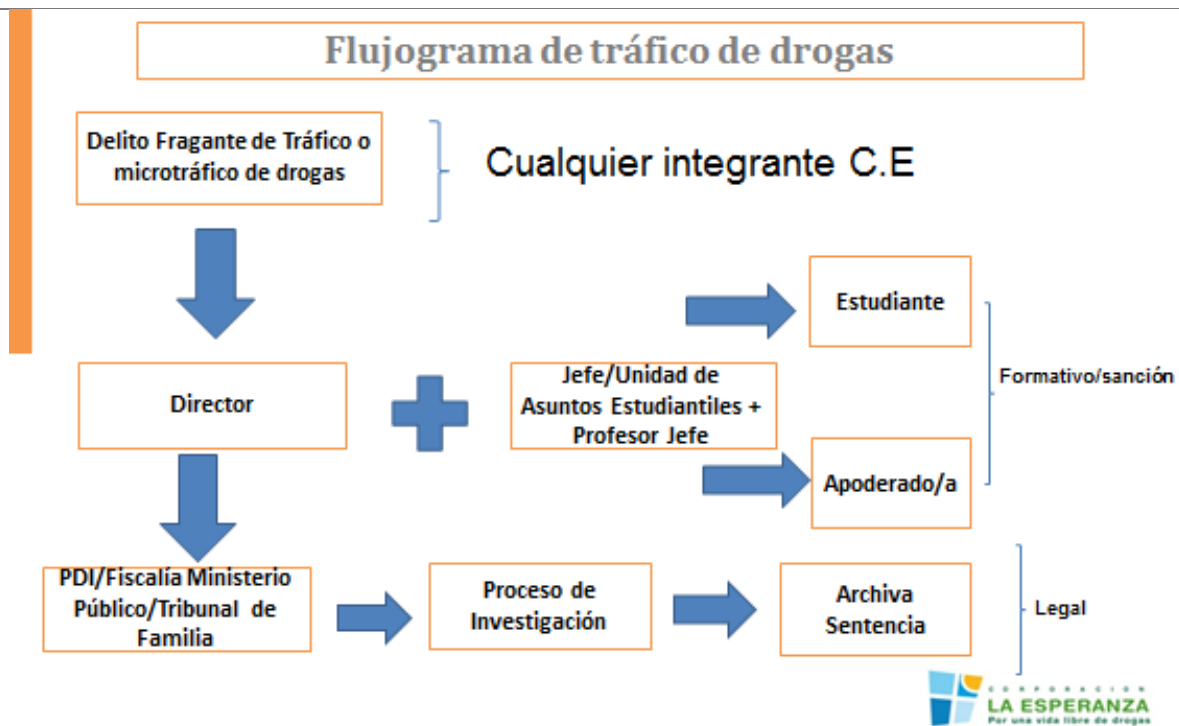 Flujograma de tráfico de drogas
Delito Fragante de Tráfico o
microtráfico de drogas
Cualquier integrante C.E
Estudiante
Director
Jefe/Unidad de
Asuntos Estudiantiles +
Profesor Jefe
Formativo/sanción
Apoderado/a
PDI/Fiscalía Ministerio
Público/Tribunal de
Familia
Proceso de
Investigación
Archiva
Sentencia
Legal
CORPORACION
LA ESPERANZA
Por una vida libre de drogas